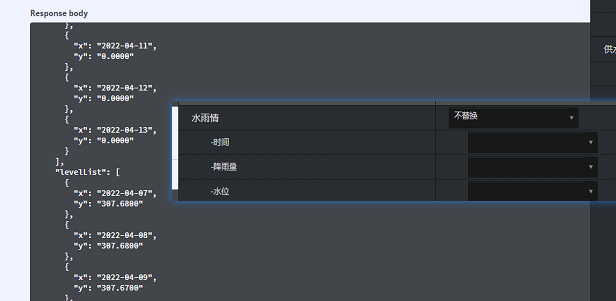 Response body
},
{
"x": "2022-04-11",
"y": "0.0000"
},
{
"x": "2022-04-12",
"y": "0.0000"
},
{
"x": "2022-04-13",
"y": "0.0000"
}
],
"levelList": [
{
"x": "2022-04-07",
"y": "307.6800"
},
{
"x": "2022-04-08",
"y": "307.6800"
},
{
"x": "2022-04-09",
"y": "307.6700"
水雨情
不替换
-时间
-降雨量
-水位